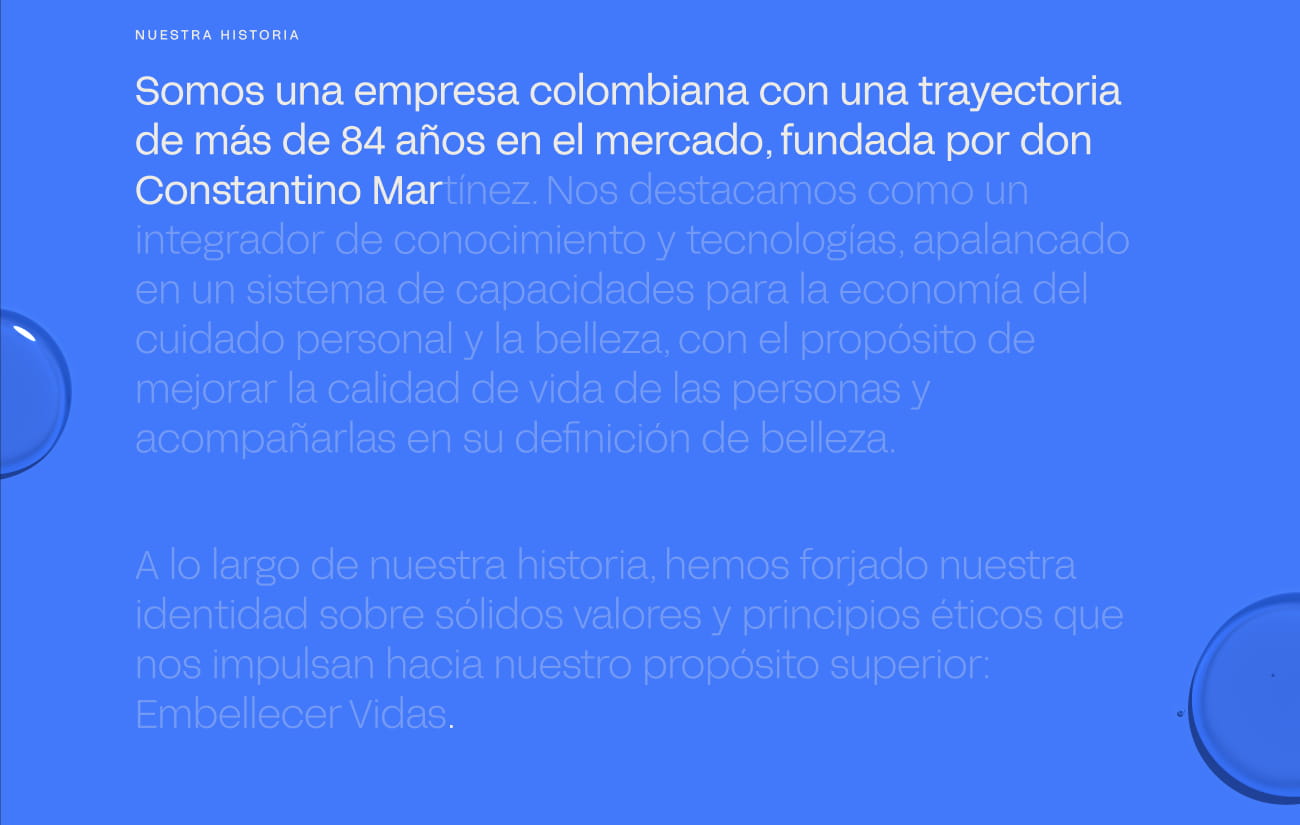 NUESTRA HISTORIA
Somos una empresa colombiana con una trayectoria
de más de 84 años en el mercado, fundada por don
Constantino Martínez. Nos destacamos como un
integrador de conocimiento y tecnologías, apalancado
en un sistema de capacidades para la economía del
cuidado personal y la belleza, con el propósito de
mejorar la calidad de vida de las personas y
acompañarlas en su definición de belleza.
A lo largo de nuestra historia, hemos forjado nuestra
identidad sobre sólidos valores y principios éticos que
nos impulsan hacia nuestro propósito superior:
Embellecer Vidas.